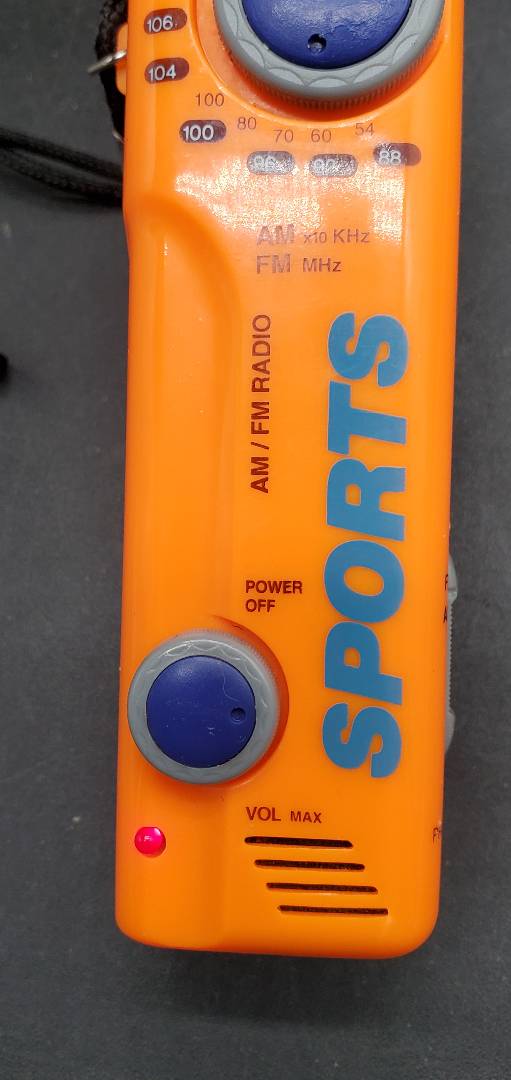 106
104
100
100
80
70
60
54
96
90
88
AM x10 KHz
FM MHz
AM / FM RADIO
SPORTS
POWER
OFF
VOL MAX